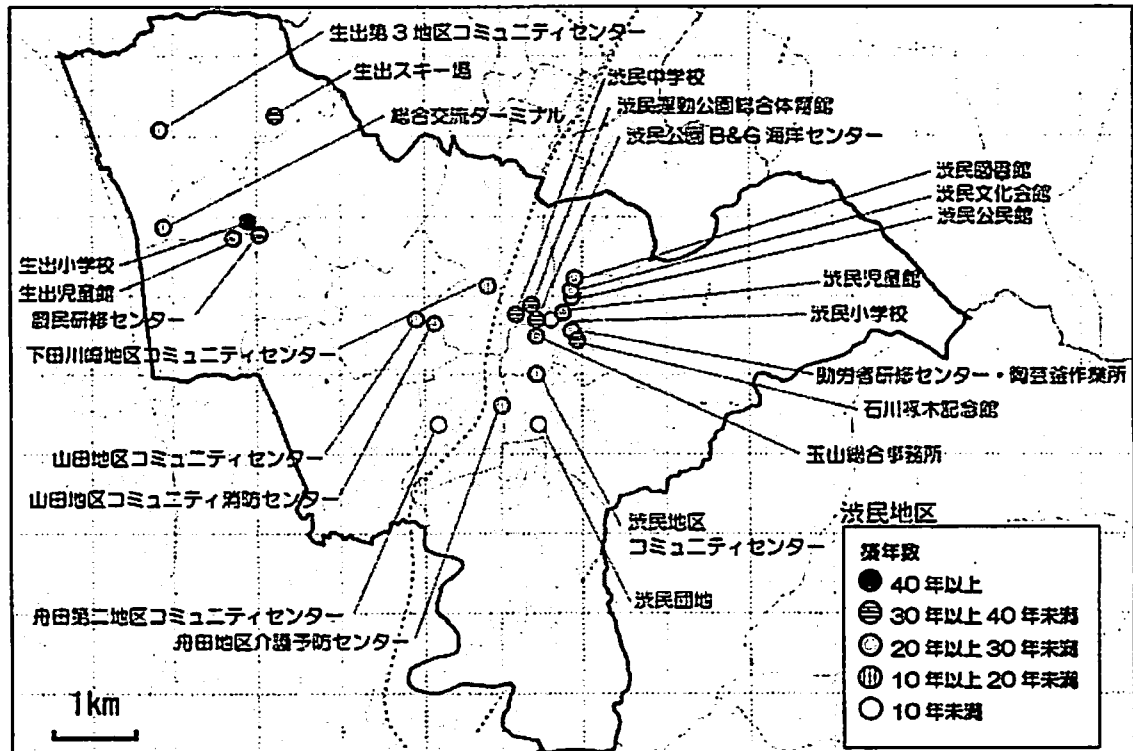 生出第3地区コミュニティセンター
生出スキー場
総合交流ターミナル
渋民中学校
渋民運動公園総合体育館
渋民公園B&G海洋センター
渋民図書館
渋民文化会館
渋民公民館
生出小学校
生出児童館
農民研修センター
渋民児童館
渋民小学校
下田川崎地区コミュニティセンター
勤労者研修センター・陶芸釜作業所
石川啄木記念館
玉山総合事務所
山田地区コミュニティセンター
山田地区コミュニティ消防センター
渋民地区
コミュニティセンター
渋民団地
舟田第二地区コミュニティセンター
舟田地区介護予防センター
渋民地区
築年数
40年以上
30年以上40年未満
20年以上30年未満
10年以上20年未満
10年未満
1km